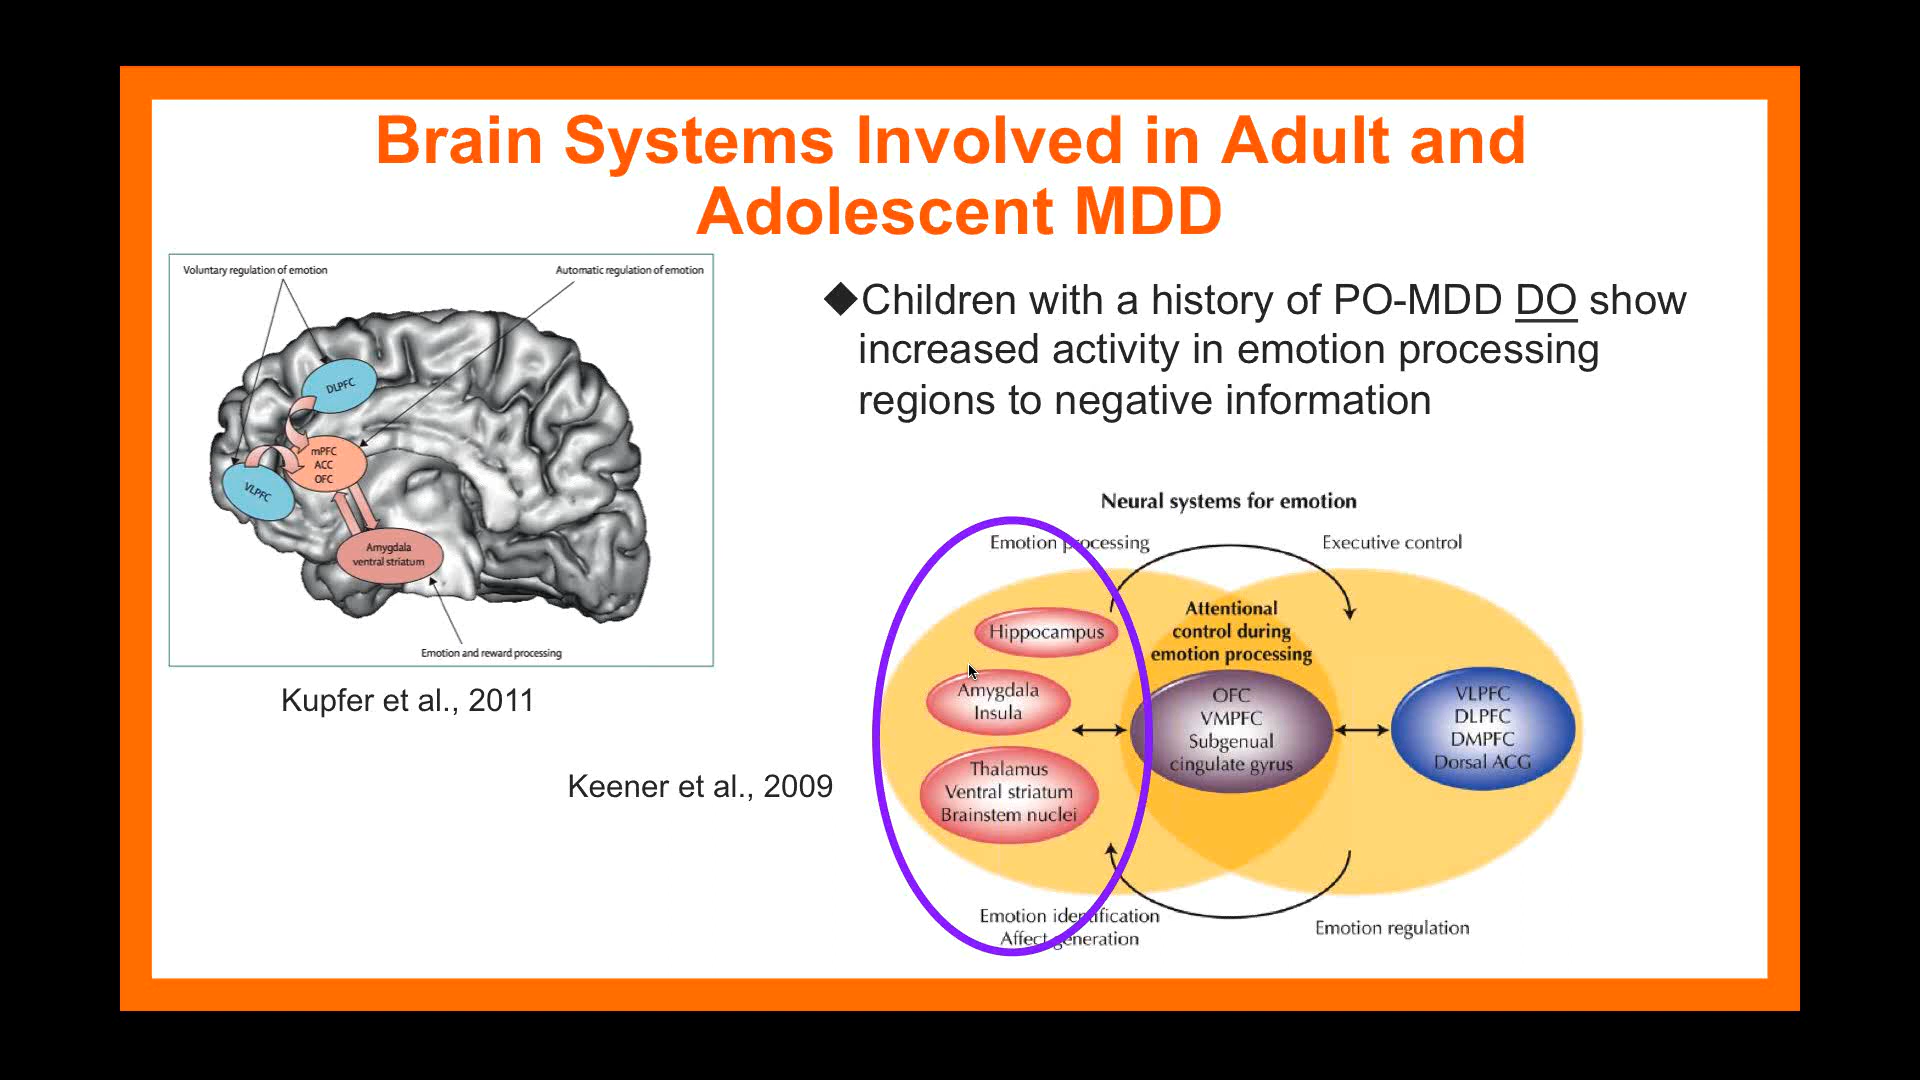 Brain Systems Involved in Adult and
Adolescent MDD
Voluntary regulation of emotion
Automatic regulation of emotion
DLPFC
mPFC
ACC
OFC
VLPFC
Amygdala
ventral striatum
Emotion and reward processing
Kupfer et al., 2011
Keener et al., 2009
◆Children with a history of PO-MDD DO show
increased activity in emotion processing
regions to negative information
Neural systems for emotion
Emotion processing
Executive control
Hippocampus
Amygdala
Insula
Thalamus
Ventral striatum
Brainstem nuclei
Attentional
control during
emotion processing
OFC
VMPFC
Subgenual
cingulate gyrus
VLPFC
DLPFC
DMPFC
Dorsal ACG
Emotion identification
Affect generation
Emotion regulation